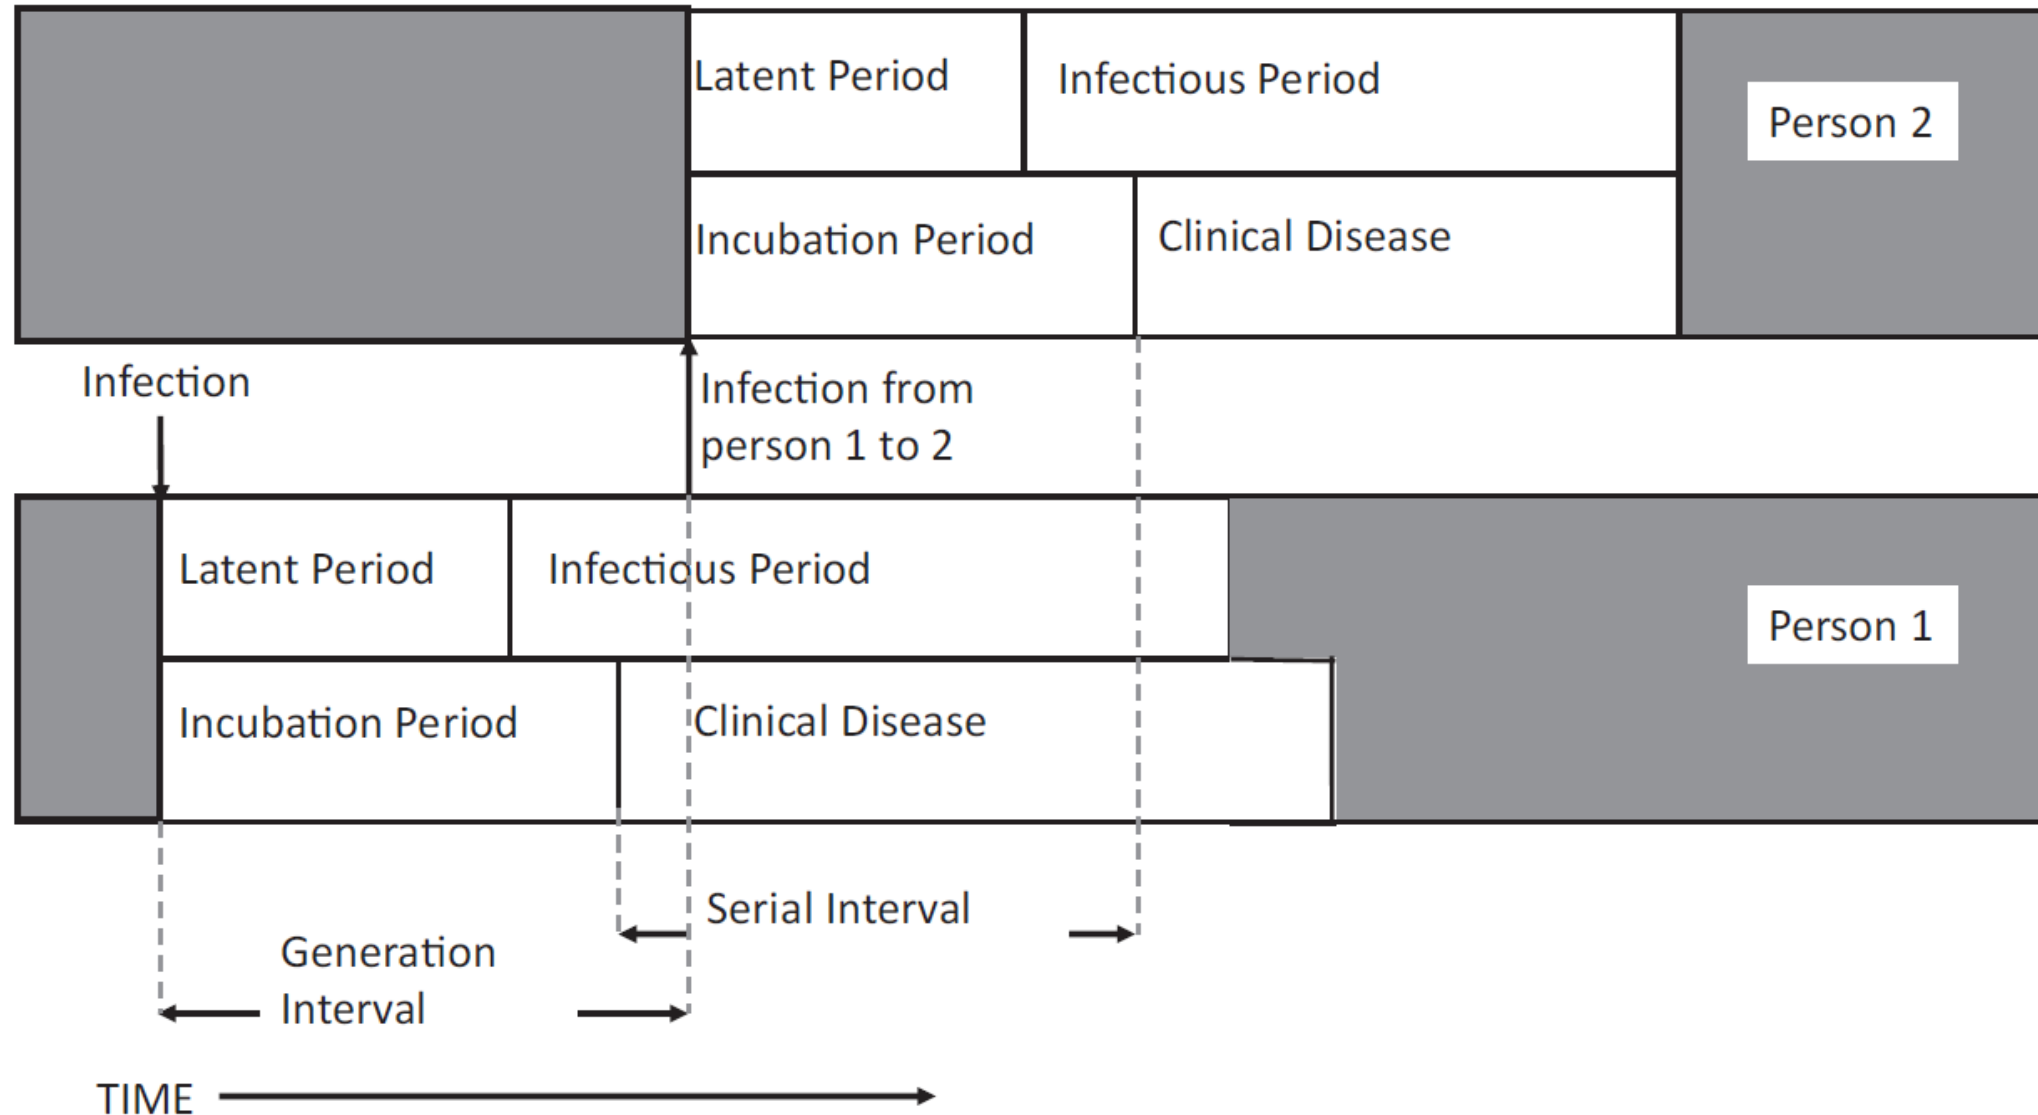 Latent Period
Infectious Period
Person 2
Incubation Period
Clinical Disease
Infection
Infection from
person 1 to 2
Latent Period
Infectious Period
Person 1
Incubation Period
Clinical Disease
Serial Interval
Generation
Interval
TIME